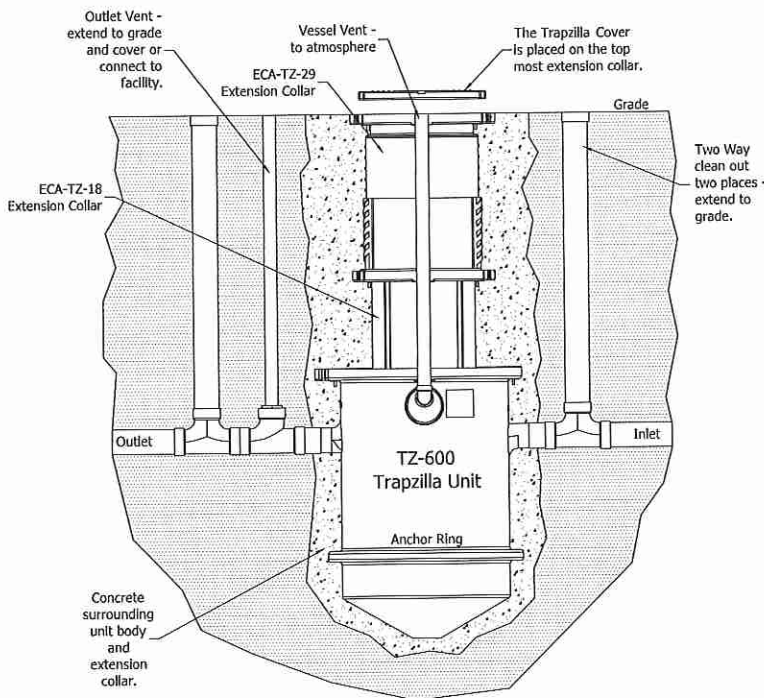 Outlet Vent -
extend to grade
and cover or
connect to
facility.
Vessel Vent -
to atmosphere
The Trapzilla Cover
is placed on the top
most extension collar.
ECA-TZ-29
Extension Collar
Grade
Two Way
clean out
two places -
extend to
grade.
ECA-TZ-18
Extension Collar
Outlet
Inlet
TZ-600
Trapzilla Unit
Anchor Ring
Concrete
surrounding
unit body
and
extension
collar.